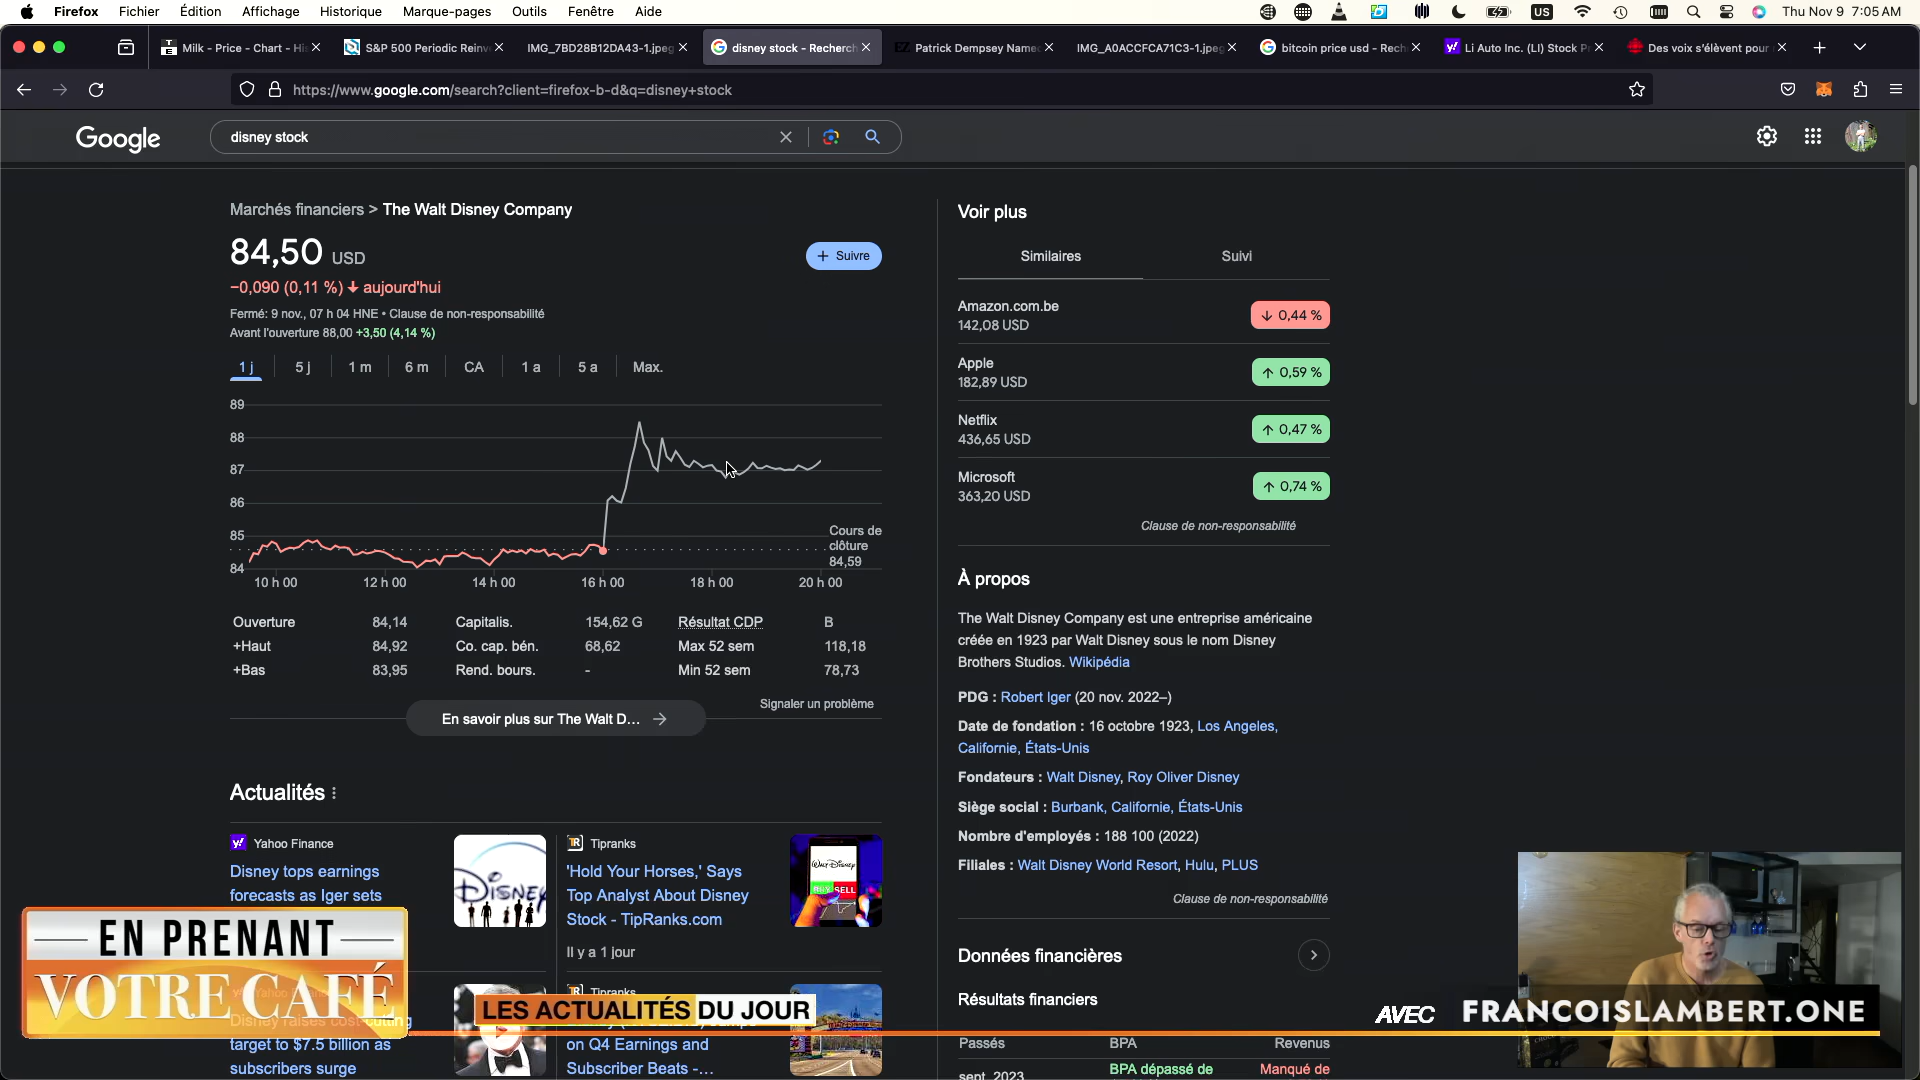 Firefox Fichier Édition Affichage Historique Marque-pages Outils Fenêtre Aide US Thu Nov 9 7:05 AM
Milk - Price - Chart - Hi
S&P 500 Periodic Reinv
IMG_7BD28B12DA43-1.jpeg
disney stock - Recherch
Patrick Dempsey Name
IMG_A0ACCFCA71C3-1.jpeg
bitcoin price usd - Rech
Li Auto Inc. (LI) Stock P
Des voix s'élèvent pour
https://www.google.com/search?client=firefox-b-d&q=disney+stock
Google
disney stock
Marchés financiers > The Walt Disney Company
84,50 USD
+ Suivre
−0,090 (0,11 %) aujourd'hui
Fermé: 9 nov., 07 h 04 HNE • Clause de non-responsabilité
Avant l'ouverture 88,00 +3,50 (4,14 %)
1 j 5 j 1 m 6 m CA 1 a 5 a Max.
89
88
87
86
85
84
Cours de
clôture
84,59
10 h 00 12 h 00 14 h 00 16 h 00 18 h 00 20 h 00
Ouverture 84,14 Capitalis. 154,62 G Résultat CDP B
+Haut 84,92 Co. cap. bén. 68,62 Max 52 sem 118,18
+Bas 83,95 Rend. bours. - Min 52 sem 78,73
Signaler un problème
En savoir plus sur The Walt D...
Actualités
Yahoo Finance
Disney tops earnings
forecasts as Iger sets
Tipranks
'Hold Your Horses,' Says
Top Analyst About Disney
Stock - TipRanks.com
Il y a 1 jour
WALT DISNEY
BUY SELL
Disney raises cost-cutting
target to $7.5 billion as
subscribers surge
Tipranks
on Q4 Earnings and
Subscriber Beats -...
Voir plus
Similaires Suivi
Amazon.com.be
142,08 USD
0,44 %
Apple
182,89 USD
0,59 %
Netflix
436,65 USD
0,47 %
Microsoft
363,20 USD
0,74 %
Clause de non-responsabilité
À propos
The Walt Disney Company est une entreprise américaine
créée en 1923 par Walt Disney sous le nom Disney
Brothers Studios. Wikipédia
PDG : Robert Iger (20 nov. 2022–)
Date de fondation : 16 octobre 1923, Los Angeles,
Californie, États-Unis
Fondateurs : Walt Disney, Roy Oliver Disney
Siège social : Burbank, Californie, États-Unis
Nombre d'employés : 188 100 (2022)
Filiales : Walt Disney World Resort, Hulu, PLUS
Clause de non-responsabilité
Données financières
Résultats financiers
Passés BPA Revenus
sept. 2023 BPA dépassé de Manqué de
EN PRENANT
VOTRE CAFÉ
LES ACTUALITÉS DU JOUR
AVEC FRANCOISLAMBERT.ONE